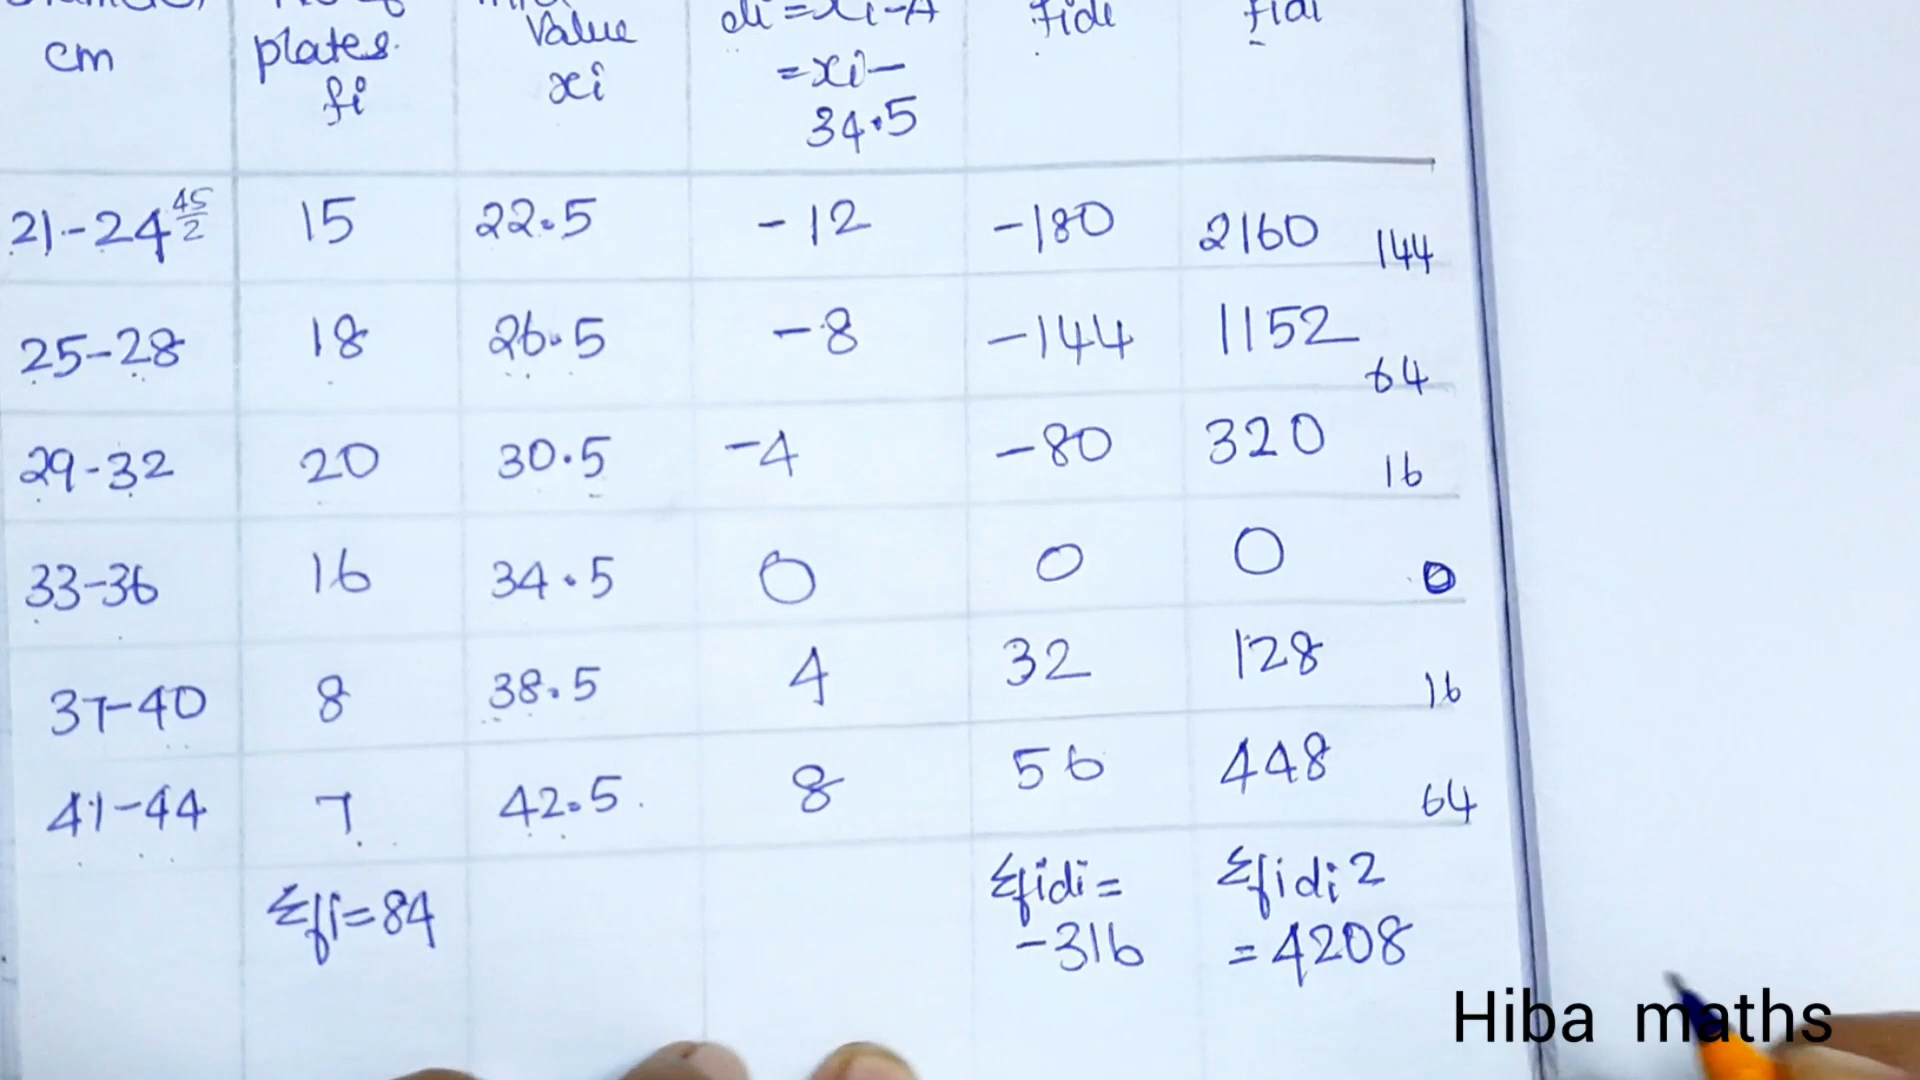 cm plates. Value di = xi - A fidi fidi
fi xi = xi -
34.5
21-24 45/2 15 22.5 -12 -180 2160 144
25-28 18 26.5 -8 -144 1152 64
29-32 20 30.5 -4 -80 320 16
33-36 16 34.5 0 0 0 0
37-40 8 38.5 4 32 128 16
41-44 7 42.5 8 56 448 64
Σfi=84 Σfidi = Σfidi2
-316 = 4208
Hiba maths